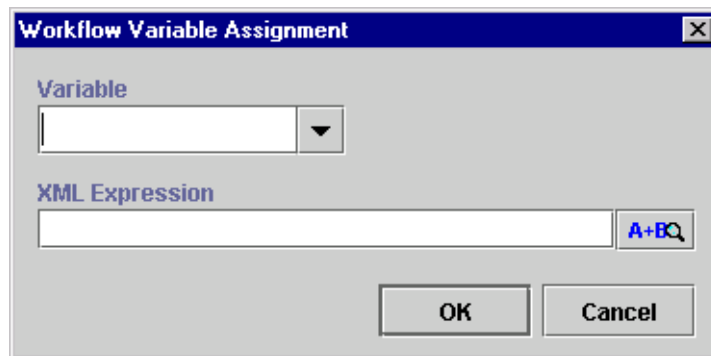 Workflow Variable Assignment
Variable
XML Expression
A+B
OK
Cancel